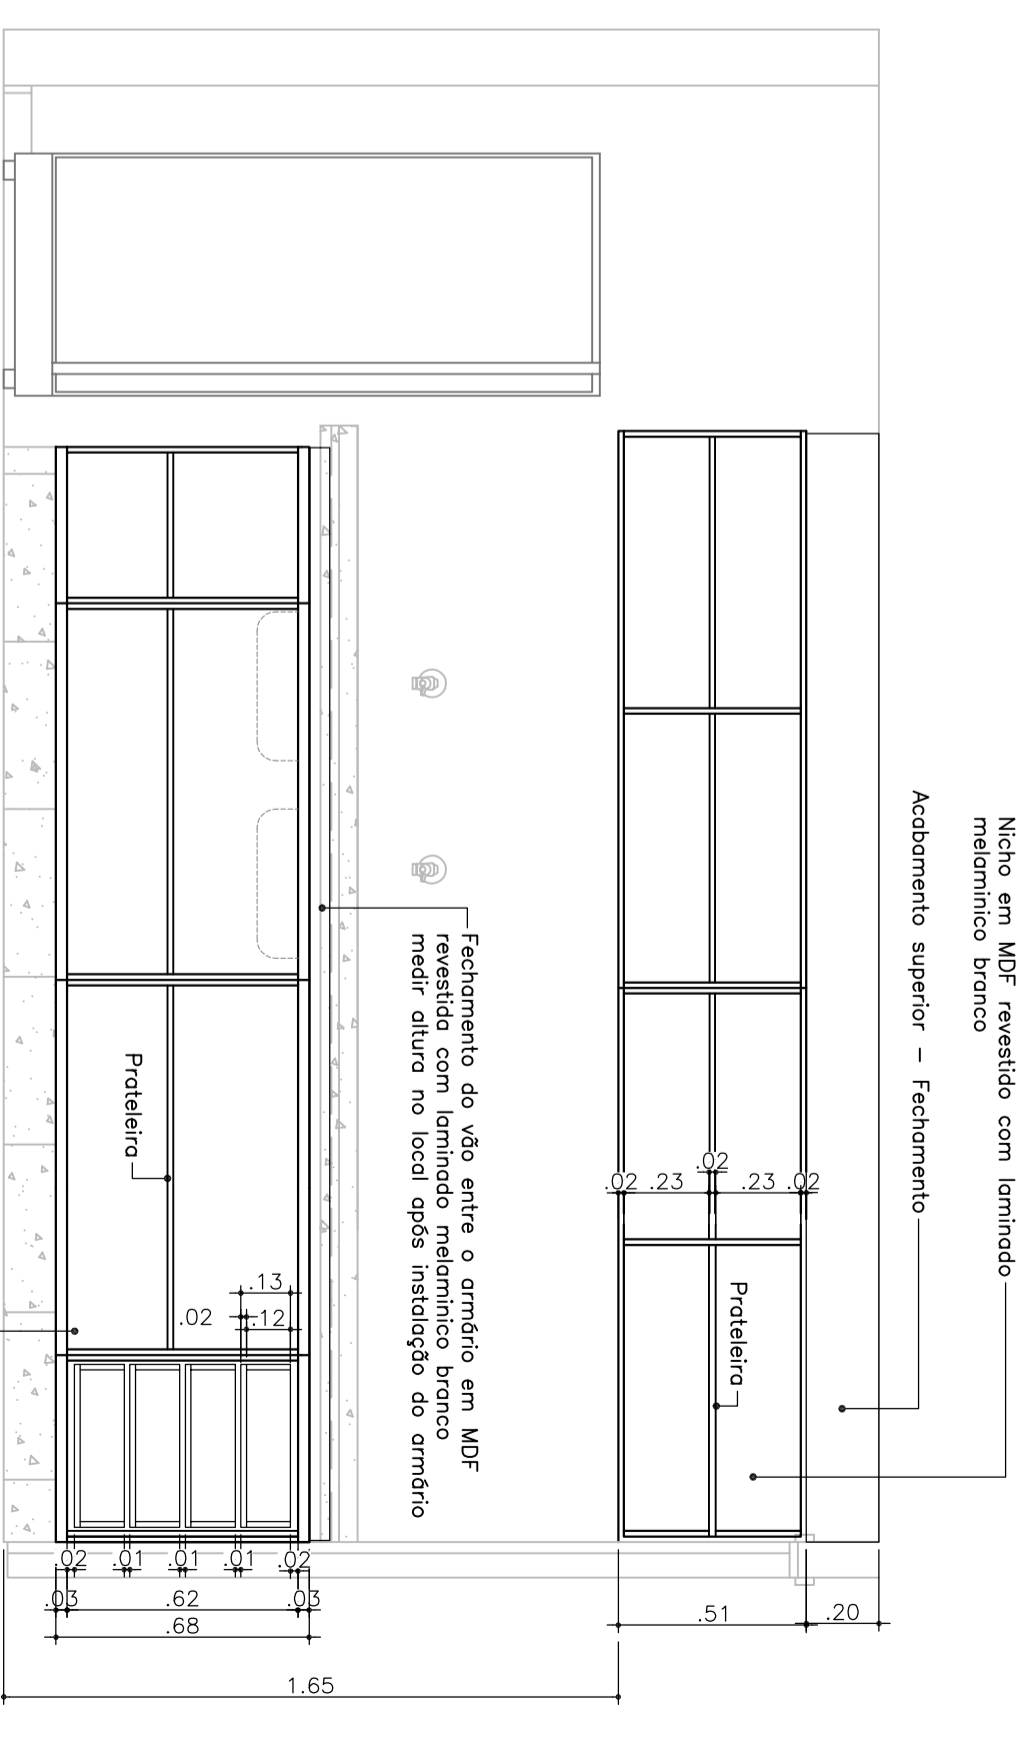 Nicho em MDF revestido com laminado
melaminico branco
Acabamento superior – Fechamento
Prateleira
Fechamento do vão entre o armário em MDF
revestida com laminado melaminico branco
medir altura no local após instalação do armário
Prateleira
.02
.02
.23
.23
.02
.13
.02
.12
.02
.01
.01
.01
.02
.03
.62
.03
.68
.51
.20
1.65